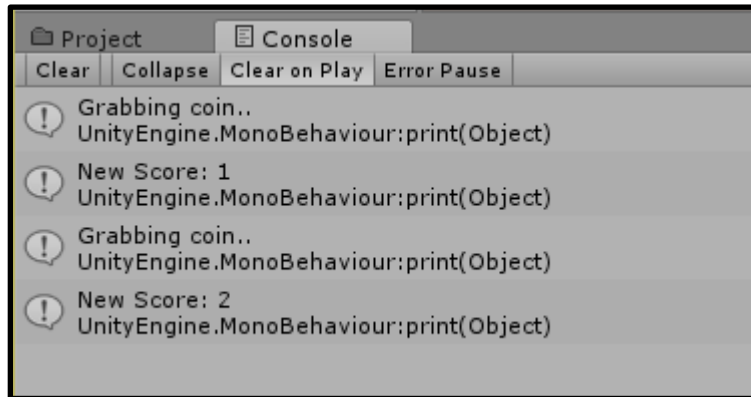 Project Console
Clear Collapse Clear on Play Error Pause
Grabbing coin..
UnityEngine.MonoBehaviour:print(Object)
New Score: 1
UnityEngine.MonoBehaviour:print(Object)
Grabbing coin..
UnityEngine.MonoBehaviour:print(Object)
New Score: 2
UnityEngine.MonoBehaviour:print(Object)